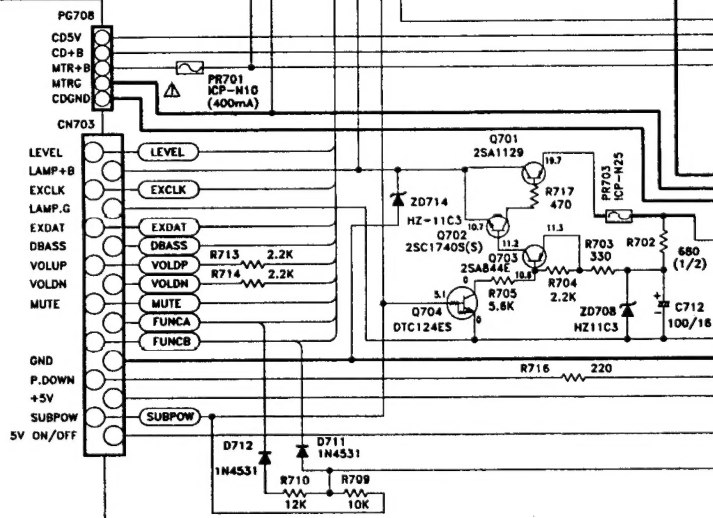 PG708
CD5V
CD+B
MTR+B
MTRG
CDGND
PR701
ICP-N10
(400mA)
CN703
LEVEL
LEVEL
LAMP+B
EXCLK
EXCLK
LAMP.G
EXDAT
EXDAT
DBASS
DBASS
VOLUP
VOLDP
R713
2.2K
VOLDN
VOLDN
R714
2.2K
MUTE
MUTE
FUNCA
FUNCB
GND
P.DOWN
+5V
SUBPOW
SUBPOW
5V ON/OFF
ZD714
HZ-11C3
Q701
2SA1129
19.7
R717
470
PR703
ICP-N25
10.7
Q702
2SC1740S(S)
11.2
Q703
2SA844E
11.3
10.6
R703
330
R702
680
(1/2)
R704
2.2K
R705
5.6K
0
5.1
0
Q704
DTC124ES
ZD708
HZ11C3
+
-
C712
100/16
R716
220
D712
1N4531
D711
1N4531
R710
12K
R709
10K